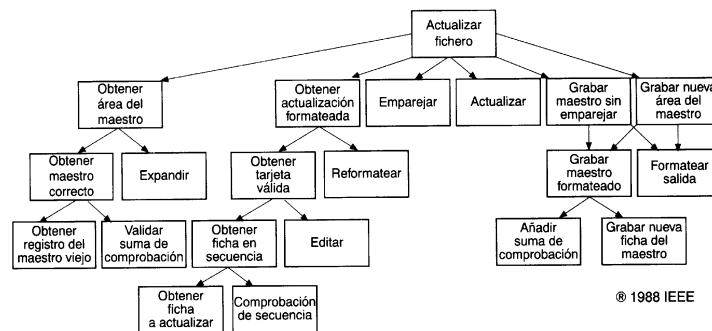 Actualizar
fichero
Obtener
área del
maestro
Obtener
actualización
formateada
Emparejar
Actualizar
Grabar
maestro sin
emparejar
Grabar nueva
área del
maestro
Obtener
maestro
correcto
Expandir
Obtener
tarjeta
válida
Reformatear
Grabar
maestro
formateado
Formatear
salida
Obtener
registro del
maestro viejo
Validar
suma de
comprobación
Obtener
ficha en
secuencia
Editar
Añadir
suma de
comprobación
Grabar nueva
ficha del
maestro
Obtener
ficha
a actualizar
Comprobación
de secuencia
® 1988 IEEE